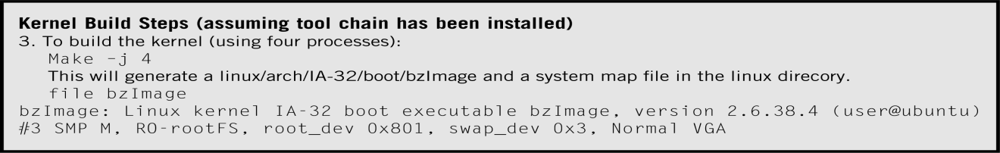 Kernel Build Steps (assuming tool chain has been installed)
3. To build the kernel (using four processes):
Make –j 4
This will generate a linux/arch/IA-32/boot/bzImage and a system map file in the linux direcory.
file bzImage
bzImage: Linux kernel IA-32 boot executable bzImage, version 2.6.38.4 (user@ubuntu)
#3 SMP M, RO-rootFS, root_dev 0x801, swap_dev 0x3, Normal VGA